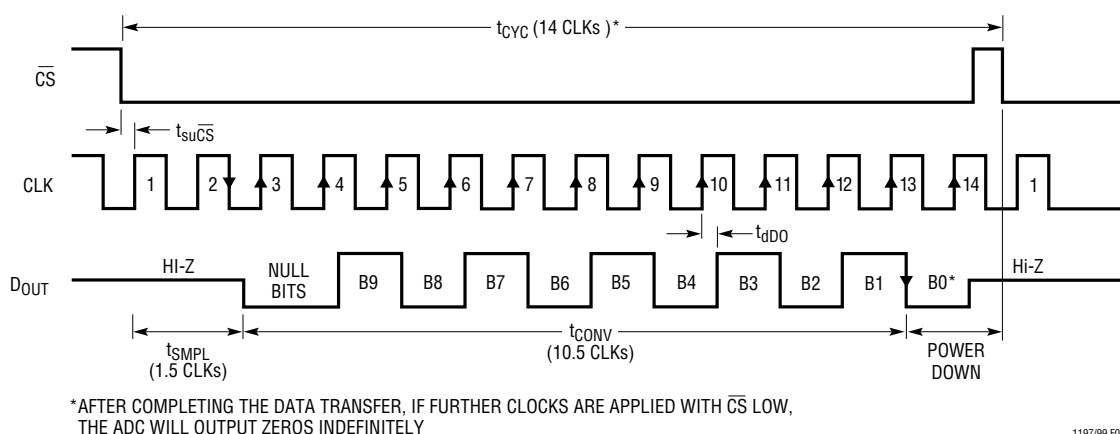 tCYC (14 CLKs )*
CS
tsuCS
CLK
1 2 3 4 5 6 7 8 9 10 11 12 13 14 1
tdDO
DOUT
HI-Z
NULL
BITS
B9 B8 B7 B6 B5 B4 B3 B2 B1 B0*
Hi-Z
tSMPL
(1.5 CLKs)
tCONV
(10.5 CLKs)
POWER
DOWN
*AFTER COMPLETING THE DATA TRANSFER, IF FURTHER CLOCKS ARE APPLIED WITH CS LOW,
THE ADC WILL OUTPUT ZEROS INDEFINITELY